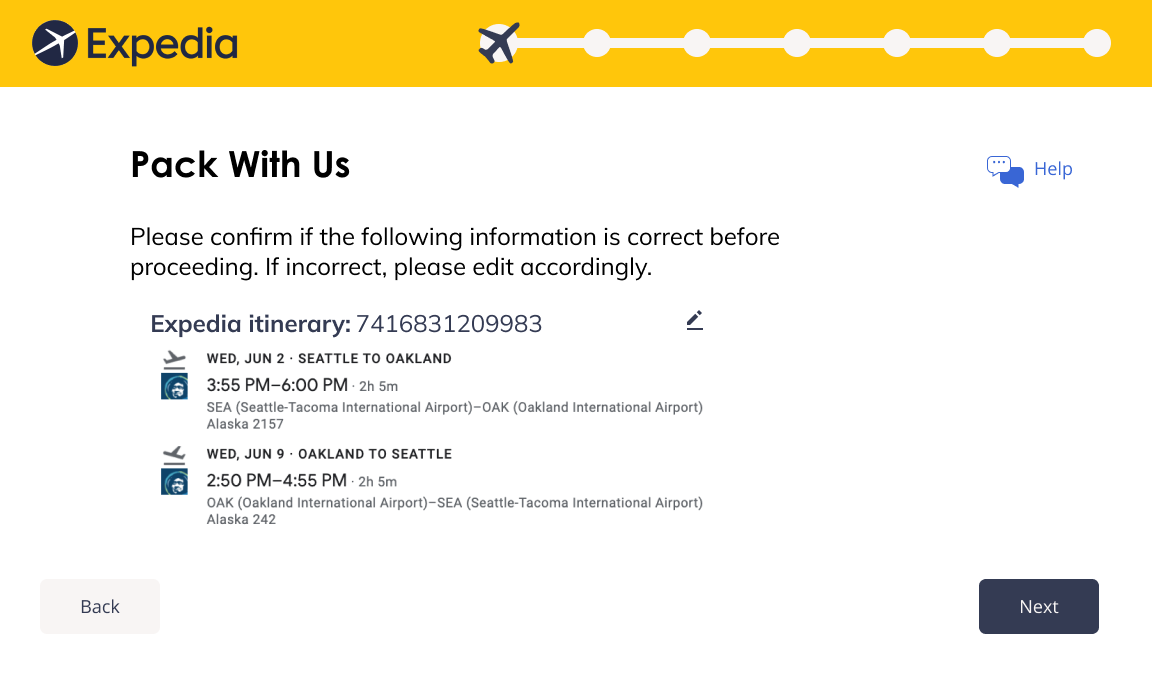 Expedia
Pack With Us
Help
Please confirm if the following information is correct before
proceeding. If incorrect, please edit accordingly.
Expedia itinerary: 7416831209983
WED, JUN 2 · SEATTLE TO OAKLAND
3:55 PM–6:00 PM · 2h 5m
SEA (Seattle-Tacoma International Airport)–OAK (Oakland International Airport)
Alaska 2157
WED, JUN 9 · OAKLAND TO SEATTLE
2:50 PM–4:55 PM · 2h 5m
OAK (Oakland International Airport)–SEA (Seattle-Tacoma International Airport)
Alaska 242
Back
Next